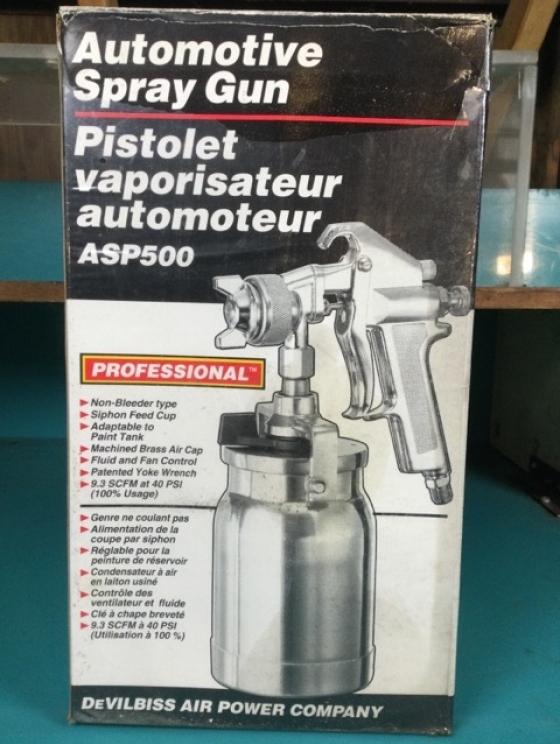 Automotive
Spray Gun
Pistolet
vaporisateur
automoteur
ASP500
PROFESSIONAL™
Non-Bleeder type
Siphon Feed Cup
Adaptable to
Paint Tank
Machined Brass Air Cap
Fluid and Fan Control
Patented Yoke Wrench
9.3 SCFM at 40 PSI
(100% Usage)
Genre ne coulant pas
Alimentation de la
coupe par siphon
Réglable pour la
peinture de réservoir
Condensateur à air
en laiton usiné
Contrôle des
ventilateur et fluide
Clé à chape breveté
9.3 SCFM à 40 PSI
(Utilisation à 100 %)
DEVILBISS AIR POWER COMPANY